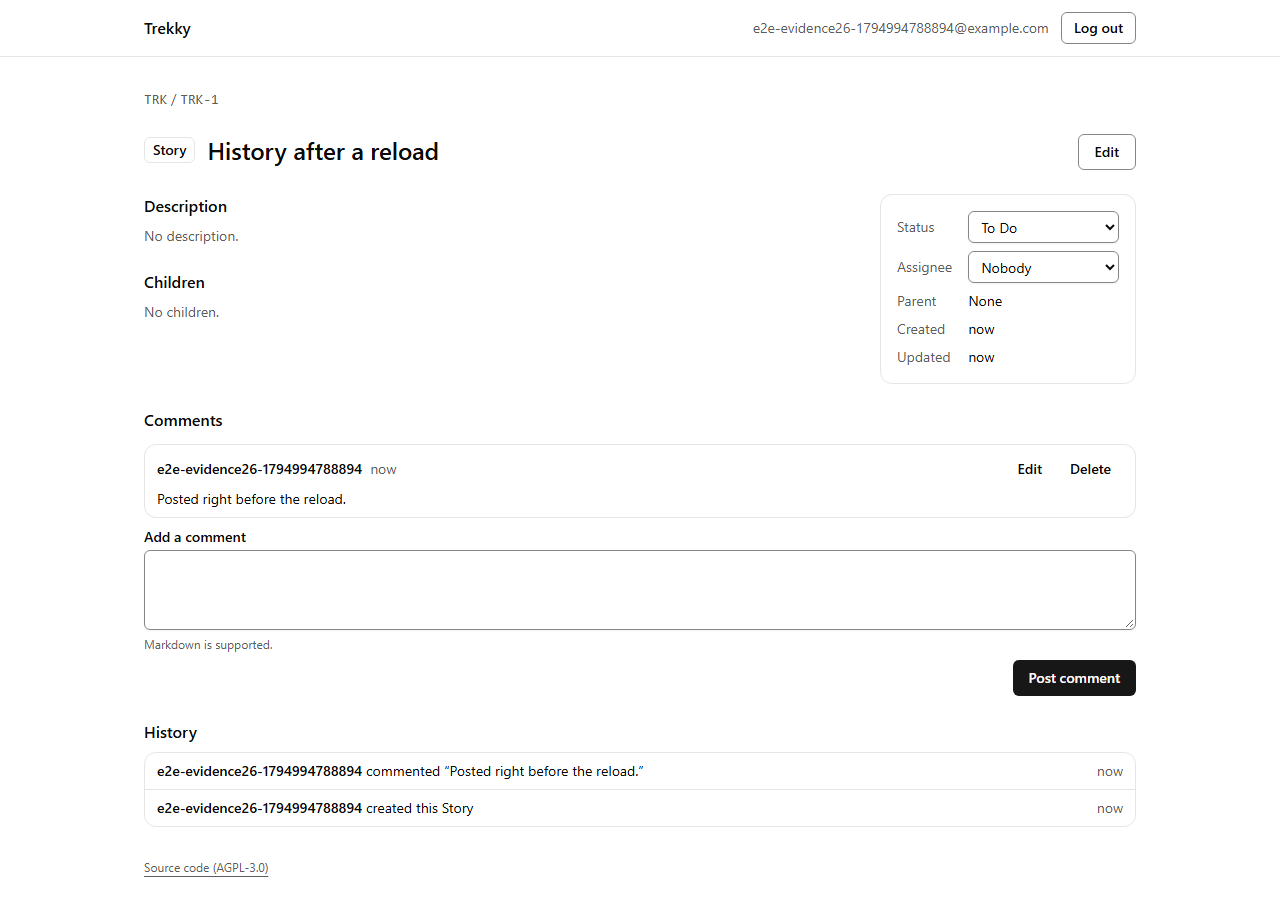 Trekky
e2e-evidence26-1794994788894@example.com
Log out
TRK / TRK-1
Story
History after a reload
Edit
Description
No description.
Children
No children.
Status
To Do
Assignee
Nobody
Parent
None
Created
now
Updated
now
Comments
e2e-evidence26-1794994788894 now
Edit
Delete
Posted right before the reload.
Add a comment
Markdown is supported.
Post comment
History
e2e-evidence26-1794994788894 commented “Posted right before the reload.”
now
e2e-evidence26-1794994788894 created this Story
now
Source code (AGPL-3.0)